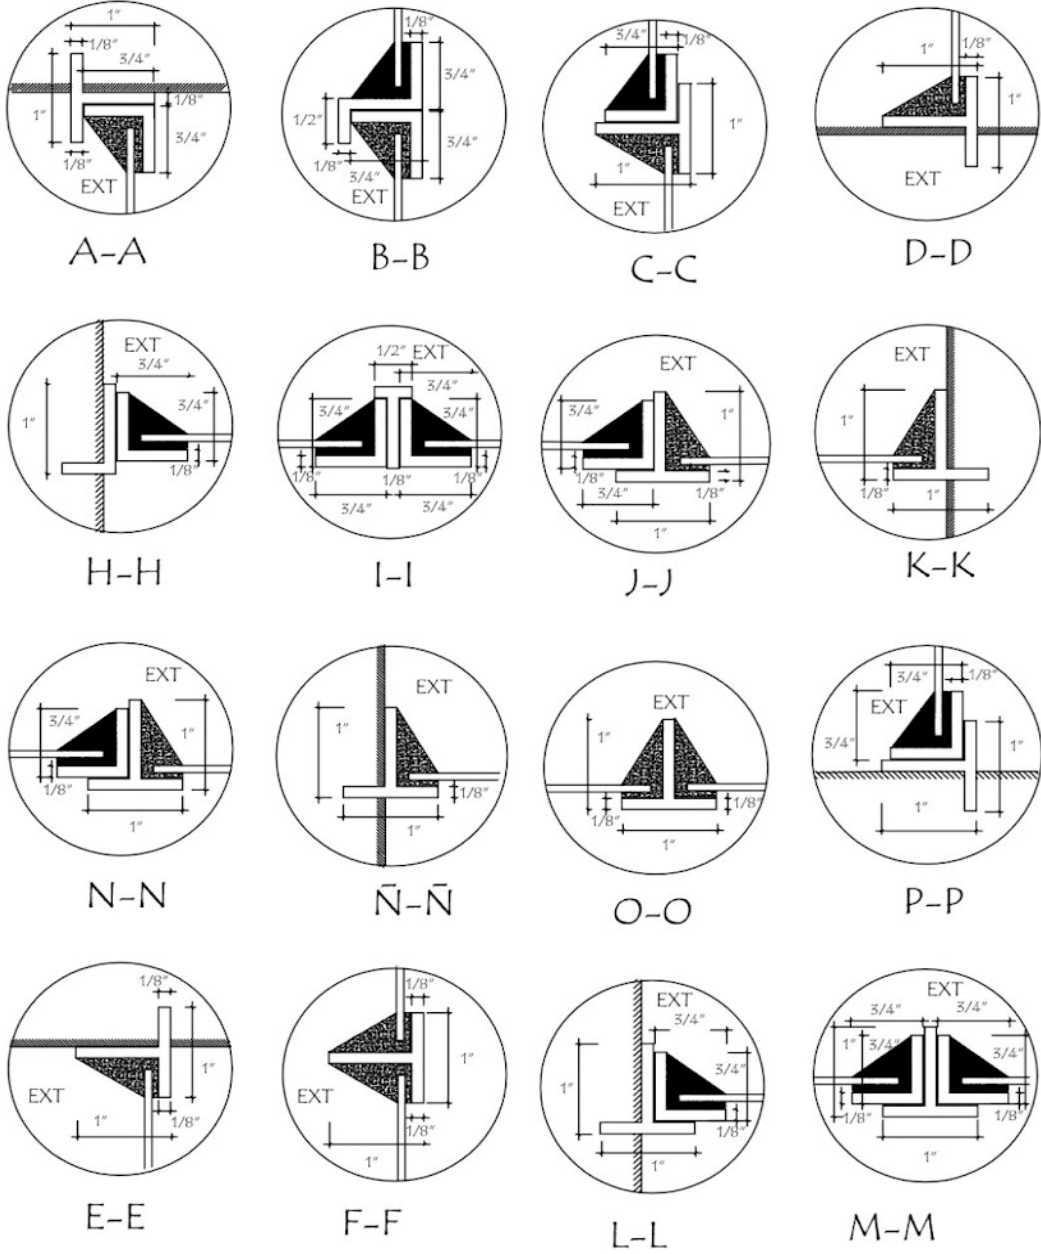 1"
1/8"
3/4"
1"
1/8"
3/4"
1/8"
EXT
A-A
1/8"
3/4"
1/2"
3/4"
1/8"
3/4"
EXT
B-B
3/4"
1/8"
1"
1"
EXT
C-C
1"
1/8"
1"
EXT
D-D
EXT
3/4"
1"
3/4"
1/8"
H-H
1/2"
EXT
3/4"
3/4"
3/4"
1/8"
1/8"
1/8"
3/4"
3/4"
I-I
EXT
3/4"
1"
1/8"
3/4"
1/8"
1"
J-J
EXT
1"
1/8"
1"
K-K
EXT
3/4"
1"
1/8"
1"
N-N
EXT
1"
1/8"
1"
Ñ-Ñ
EXT
1"
1/8"
1/8"
1"
O-O
3/4"
1/8"
EXT
3/4"
1"
1"
P-P
1/8"
1"
EXT
1/8"
1"
E-E
1/8"
1"
EXT
1/8"
1"
F-F
EXT
3/4"
1"
3/4"
1/8"
1"
L-L
EXT
3/4"
3/4"
1"
3/4"
3/4"
1/8"
1/8"
1"
M-M